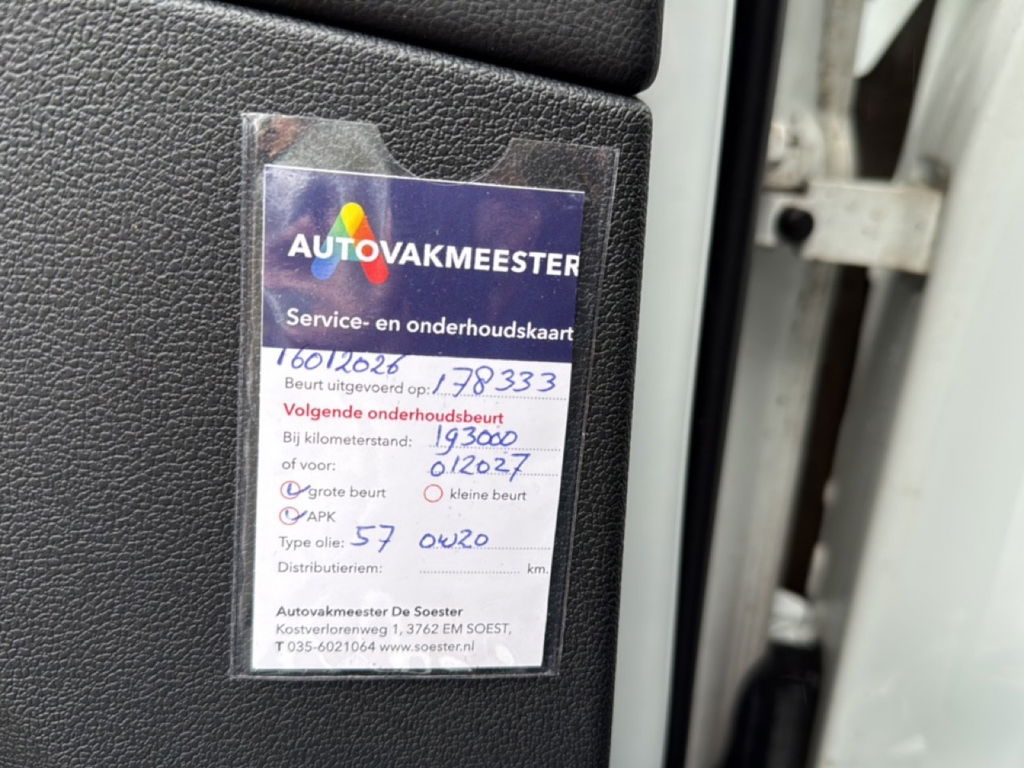 AUTOVAKMEESTER
Service- en onderhoudskaart
16012026
Beurt uitgevoerd op: 178333
Volgende onderhoudsbeurt
Bij kilometerstand: 193000
of voor: 012027
grote beurt kleine beurt
APK
Type olie: 57 0w20
Distributieriem: km.
Autovakmeester De Soester
Kostverlorenweg 1, 3762 EM SOEST,
T 035-6021064 www.soester.nl